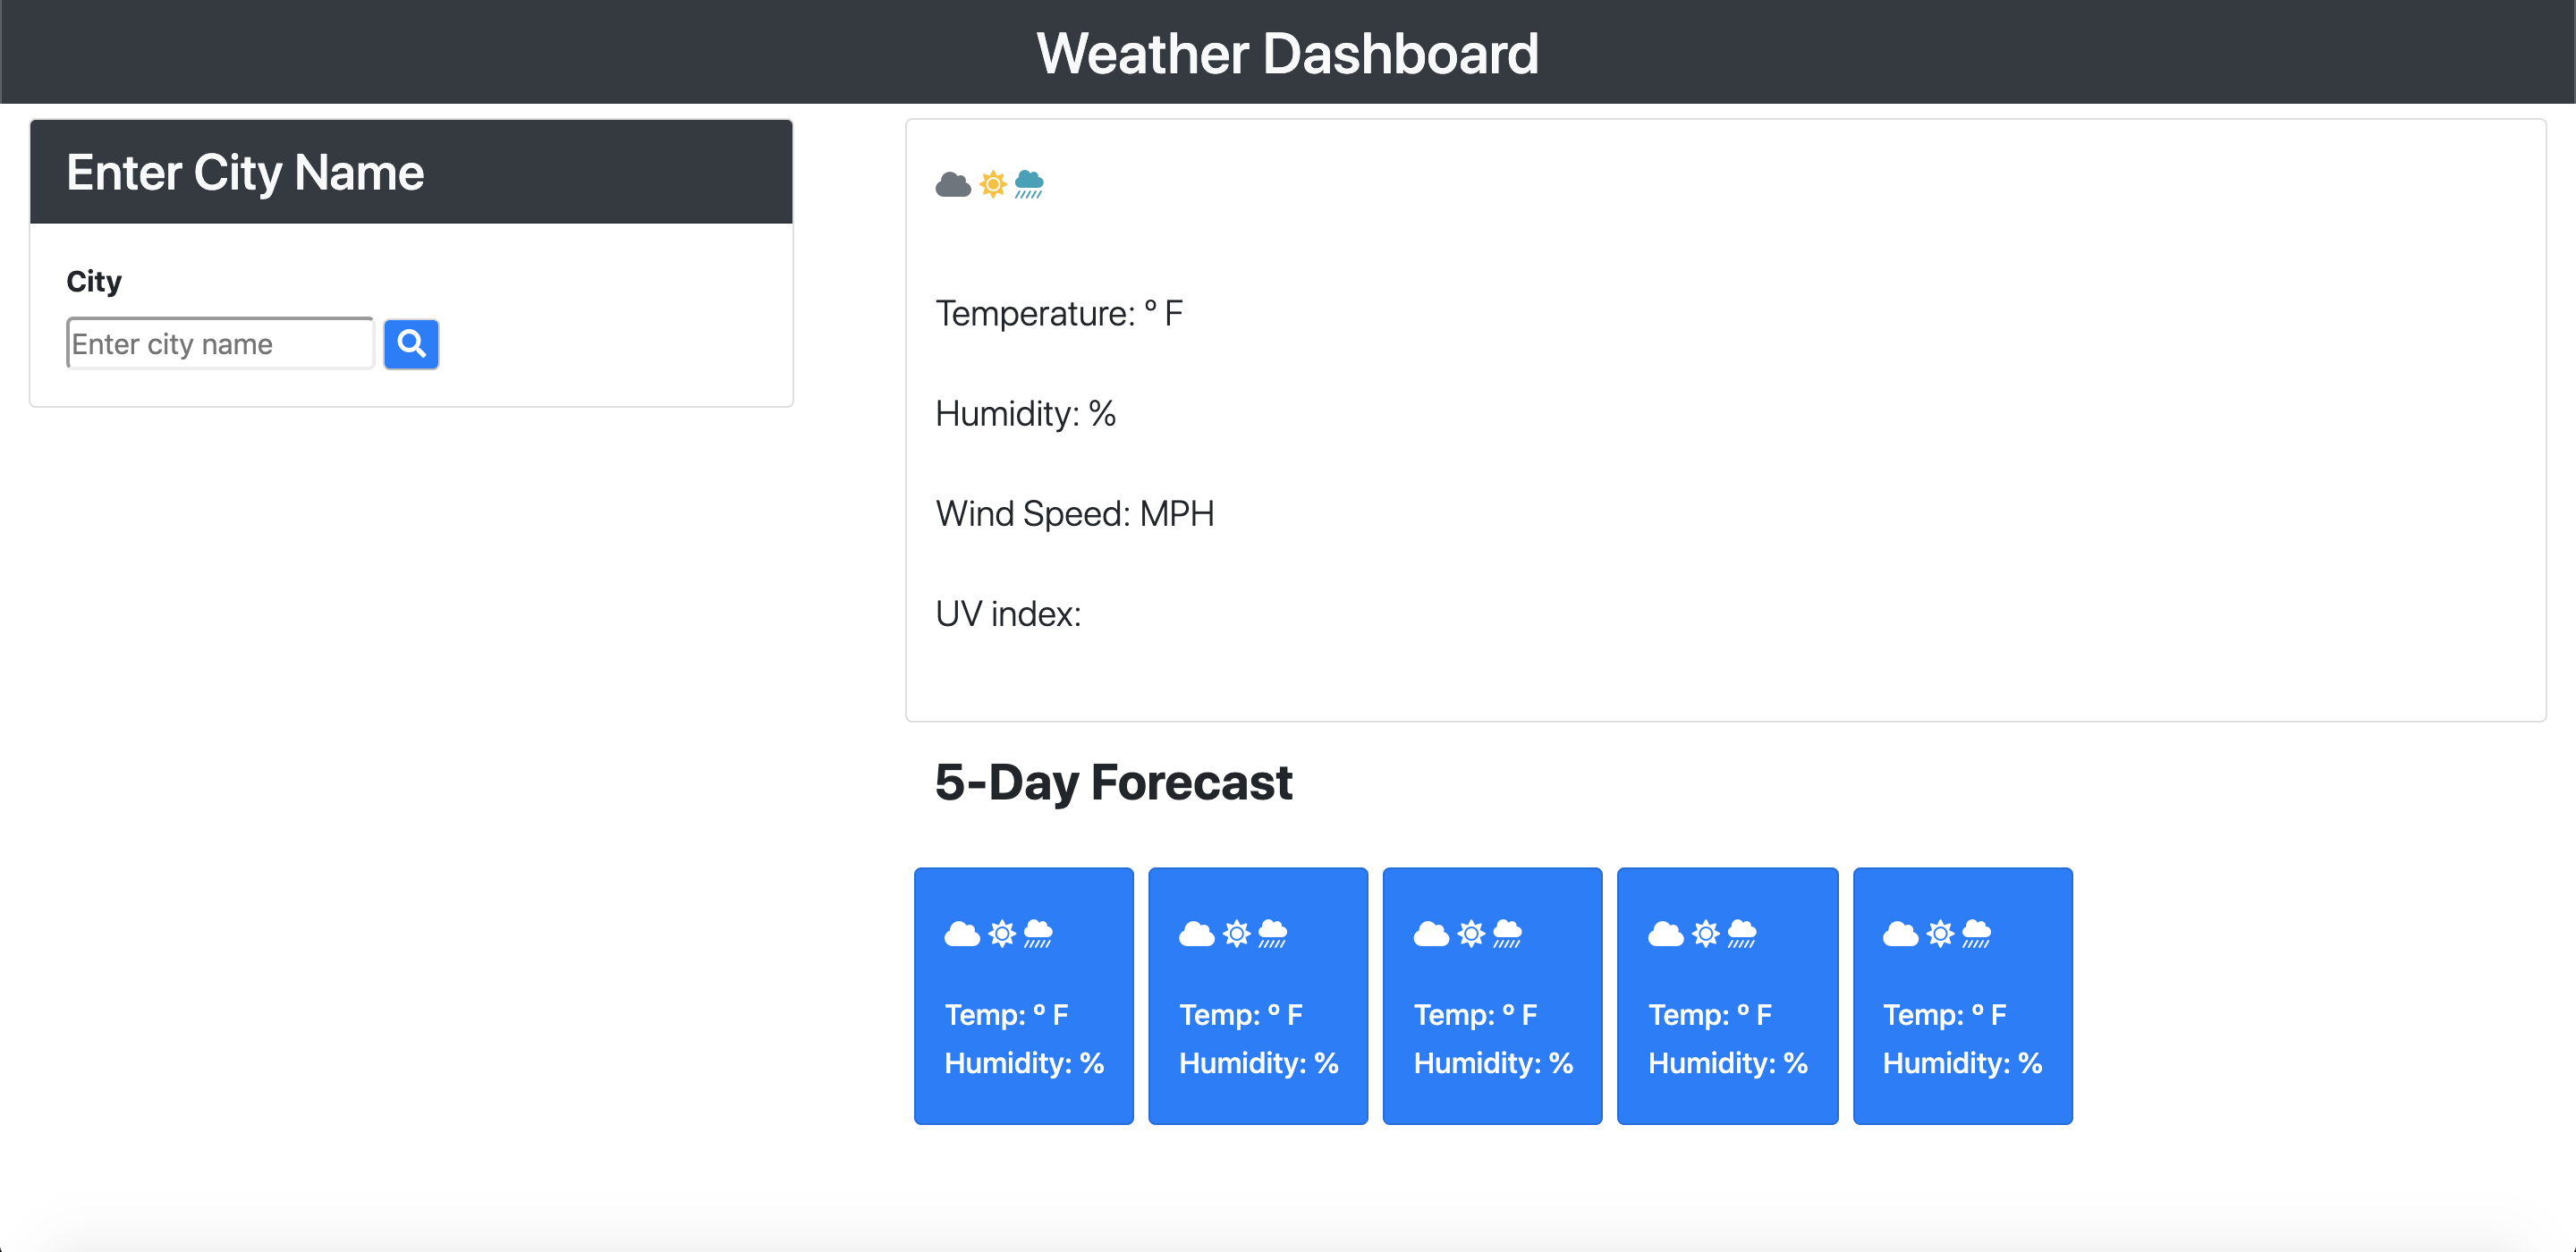 Weather Dashboard
Enter City Name
City
Enter city name
Temperature: º F
Humidity: %
Wind Speed: MPH
UV index:
5-Day Forecast
Temp: º F
Humidity: %
Temp: º F
Humidity: %
Temp: º F
Humidity: %
Temp: º F
Humidity: %
Temp: º F
Humidity: %